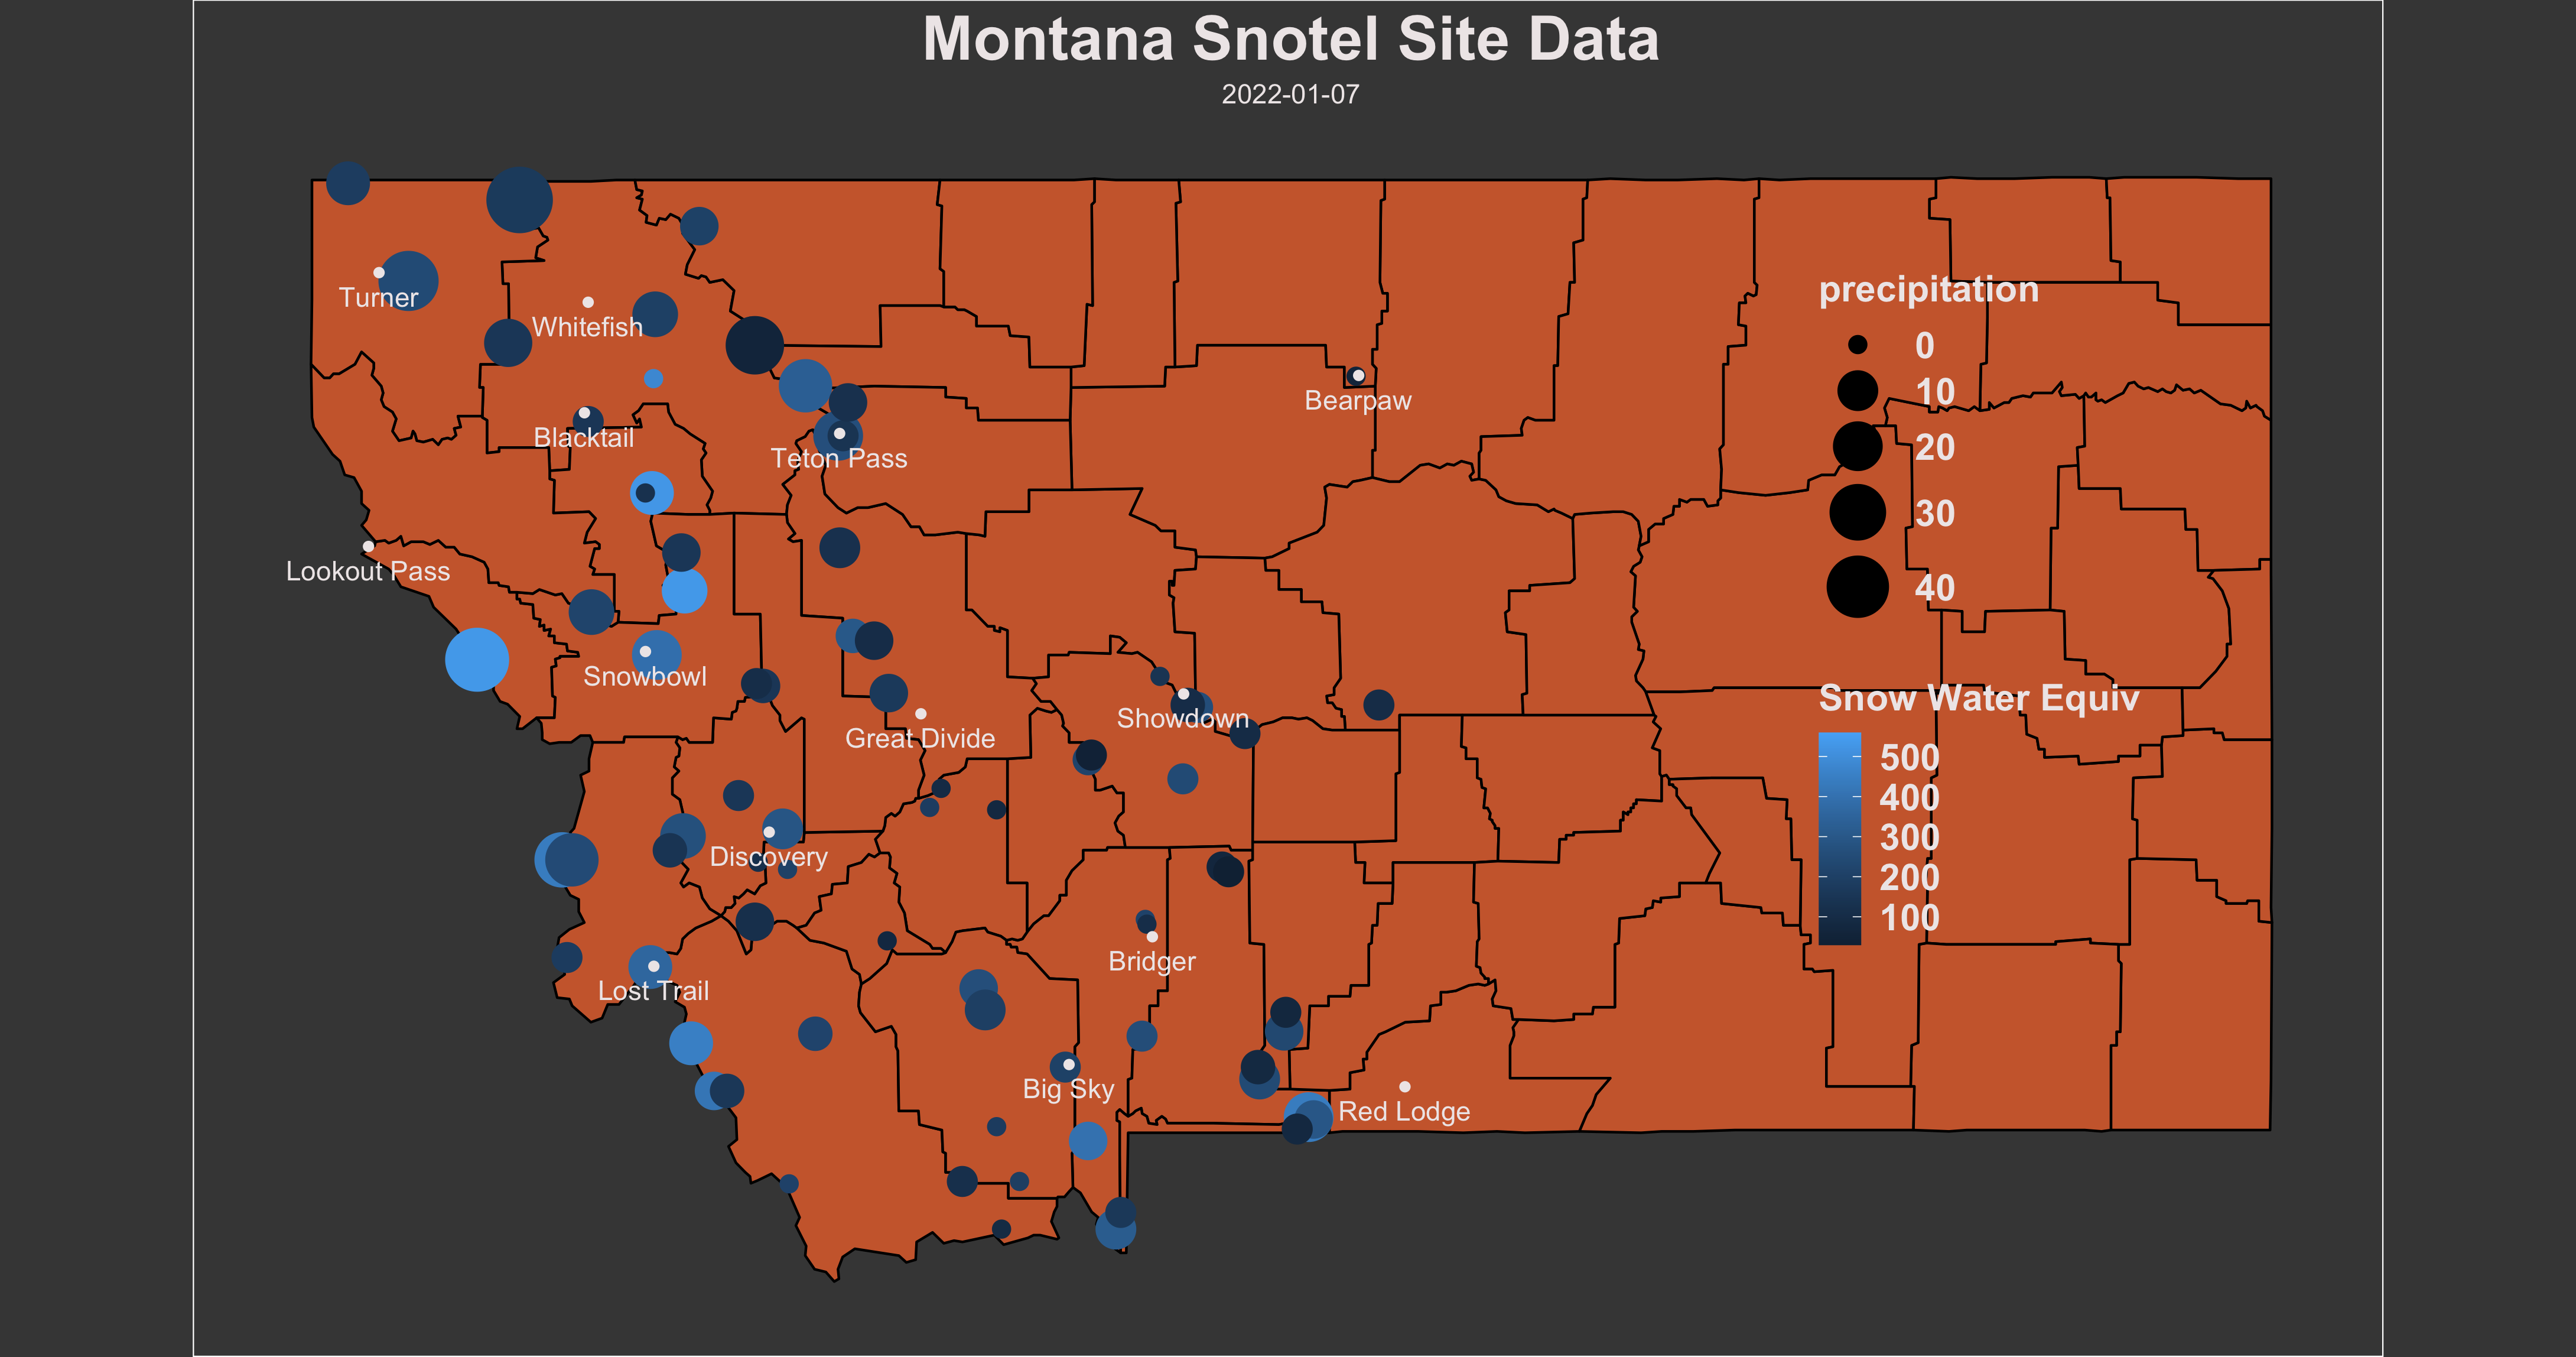 Montana Snotel Site Data
2022-01-07
Turner
Whitefish
Blacktail
Teton Pass
Bearpaw
Lookout Pass
Snowbowl
Great Divide
Showdown
Discovery
Bridger
Lost Trail
Big Sky
Red Lodge
precipitation
0
10
20
30
40
Snow Water Equiv
500
400
300
200
100